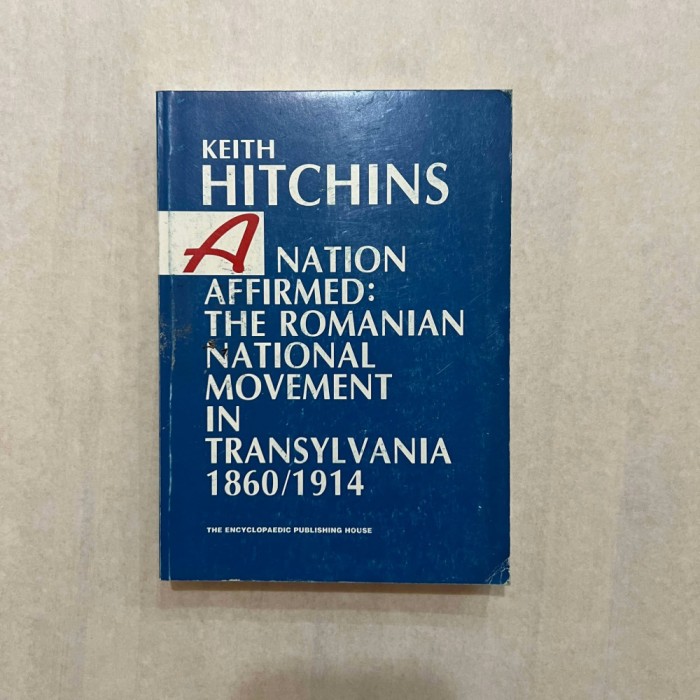 KEITH
HITCHINS
A NATION
AFFIRMED:
THE ROMANIAN
NATIONAL
MOVEMENT
IN
TRANSYLVANIA
1860/1914
THE ENCYCLOPAEDIC PUBLISHING HOUSE